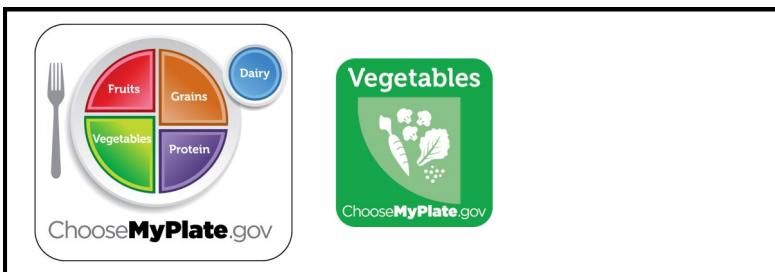 Fruits
Grains
Dairy
Vegetables
Protein
ChooseMyPlate.gov
Vegetables
ChooseMyPlate.gov